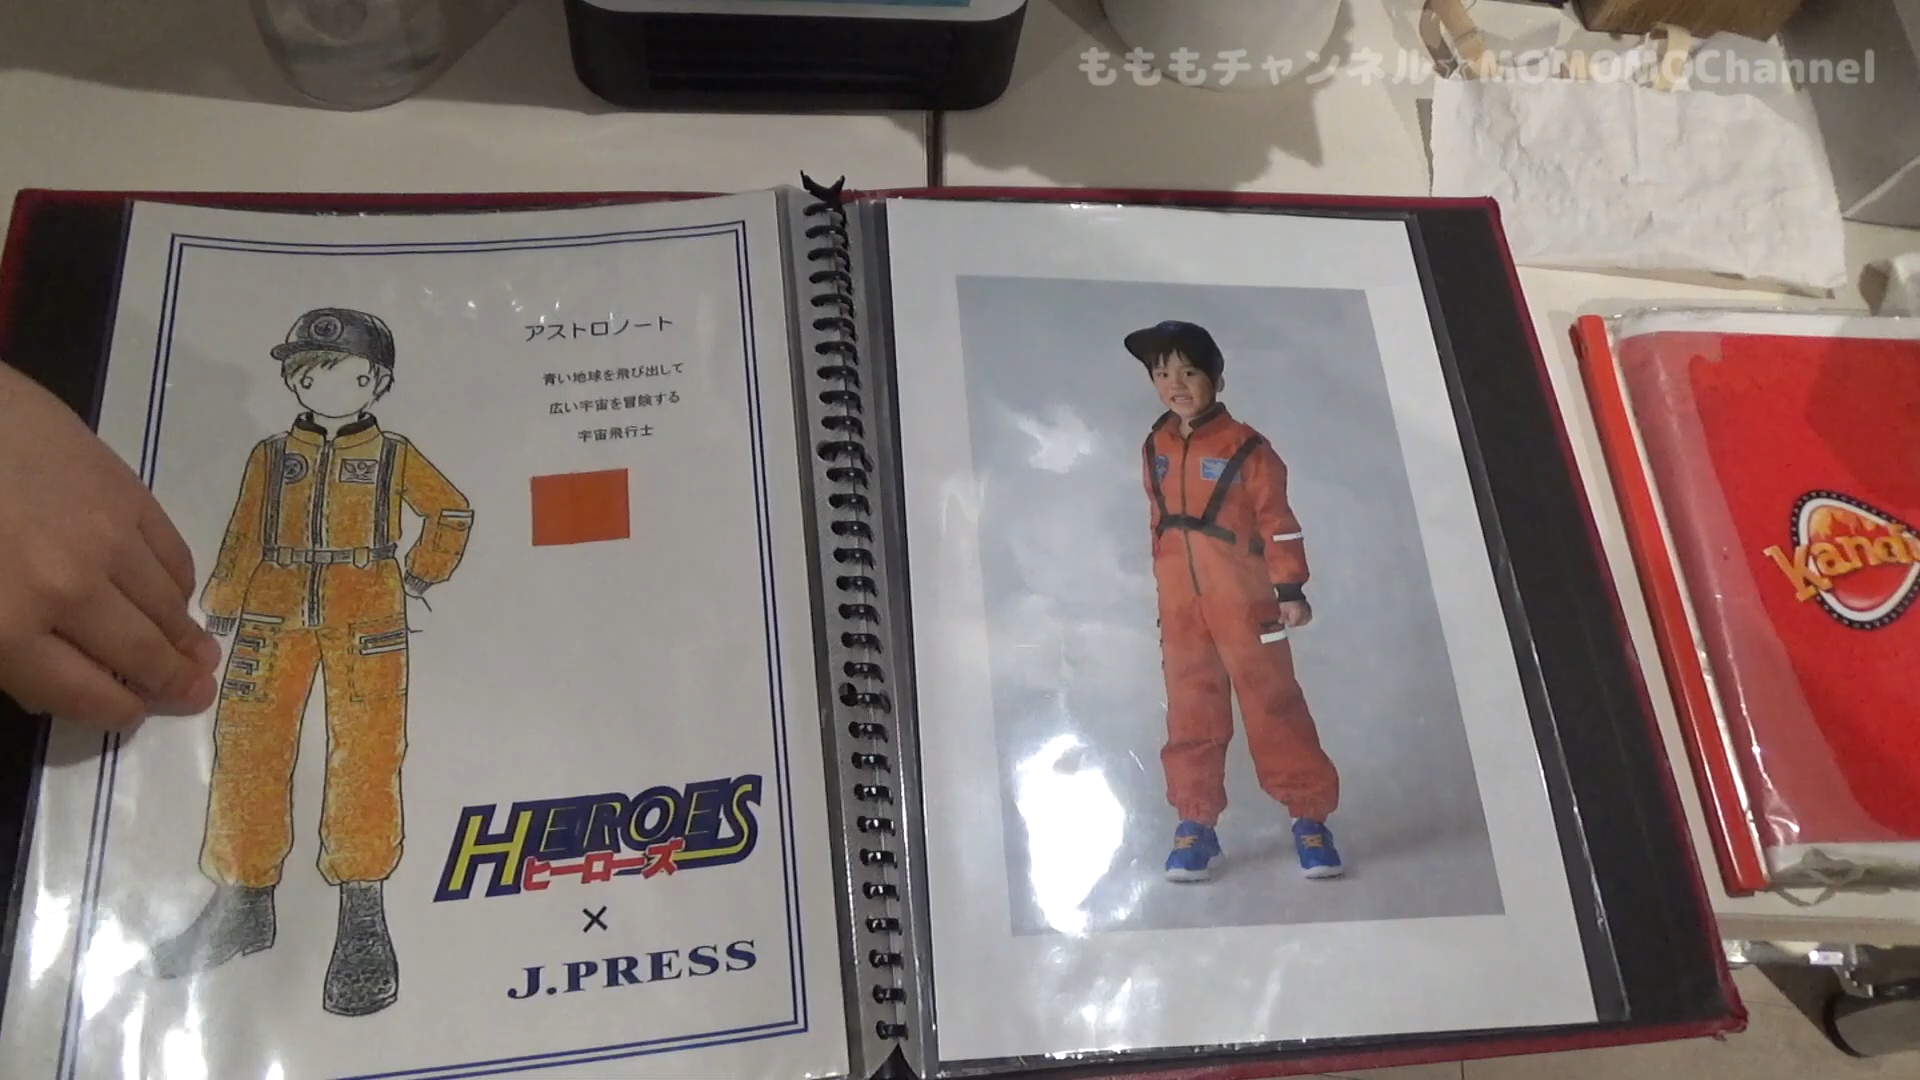 もももチャンネル☆MOMOMOChannel
アストロノート
青い地球を飛び出して
広い宇宙を冒険する
宇宙飛行士
HEROES
ヒーローズ
×
J.PRESS